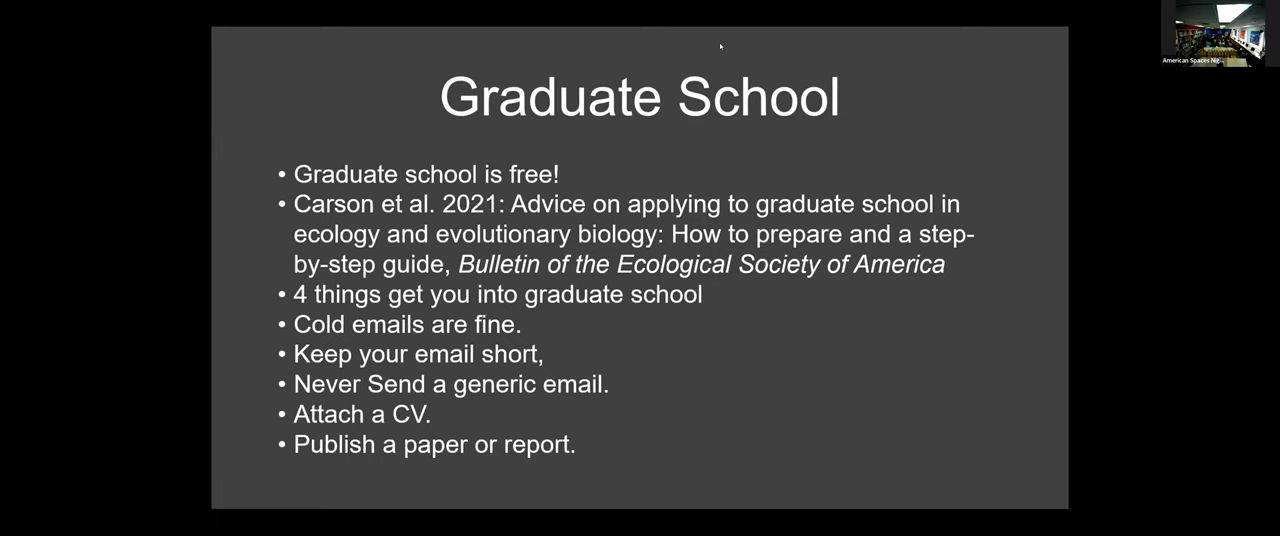 Graduate School
• Graduate school is free!
• Carson et al. 2021: Advice on applying to graduate school in
ecology and evolutionary biology: How to prepare and a step-
by-step guide, Bulletin of the Ecological Society of America
• 4 things get you into graduate school
• Cold emails are fine.
• Keep your email short,
• Never Send a generic email.
• Attach a CV.
• Publish a paper or report.
American Spaces